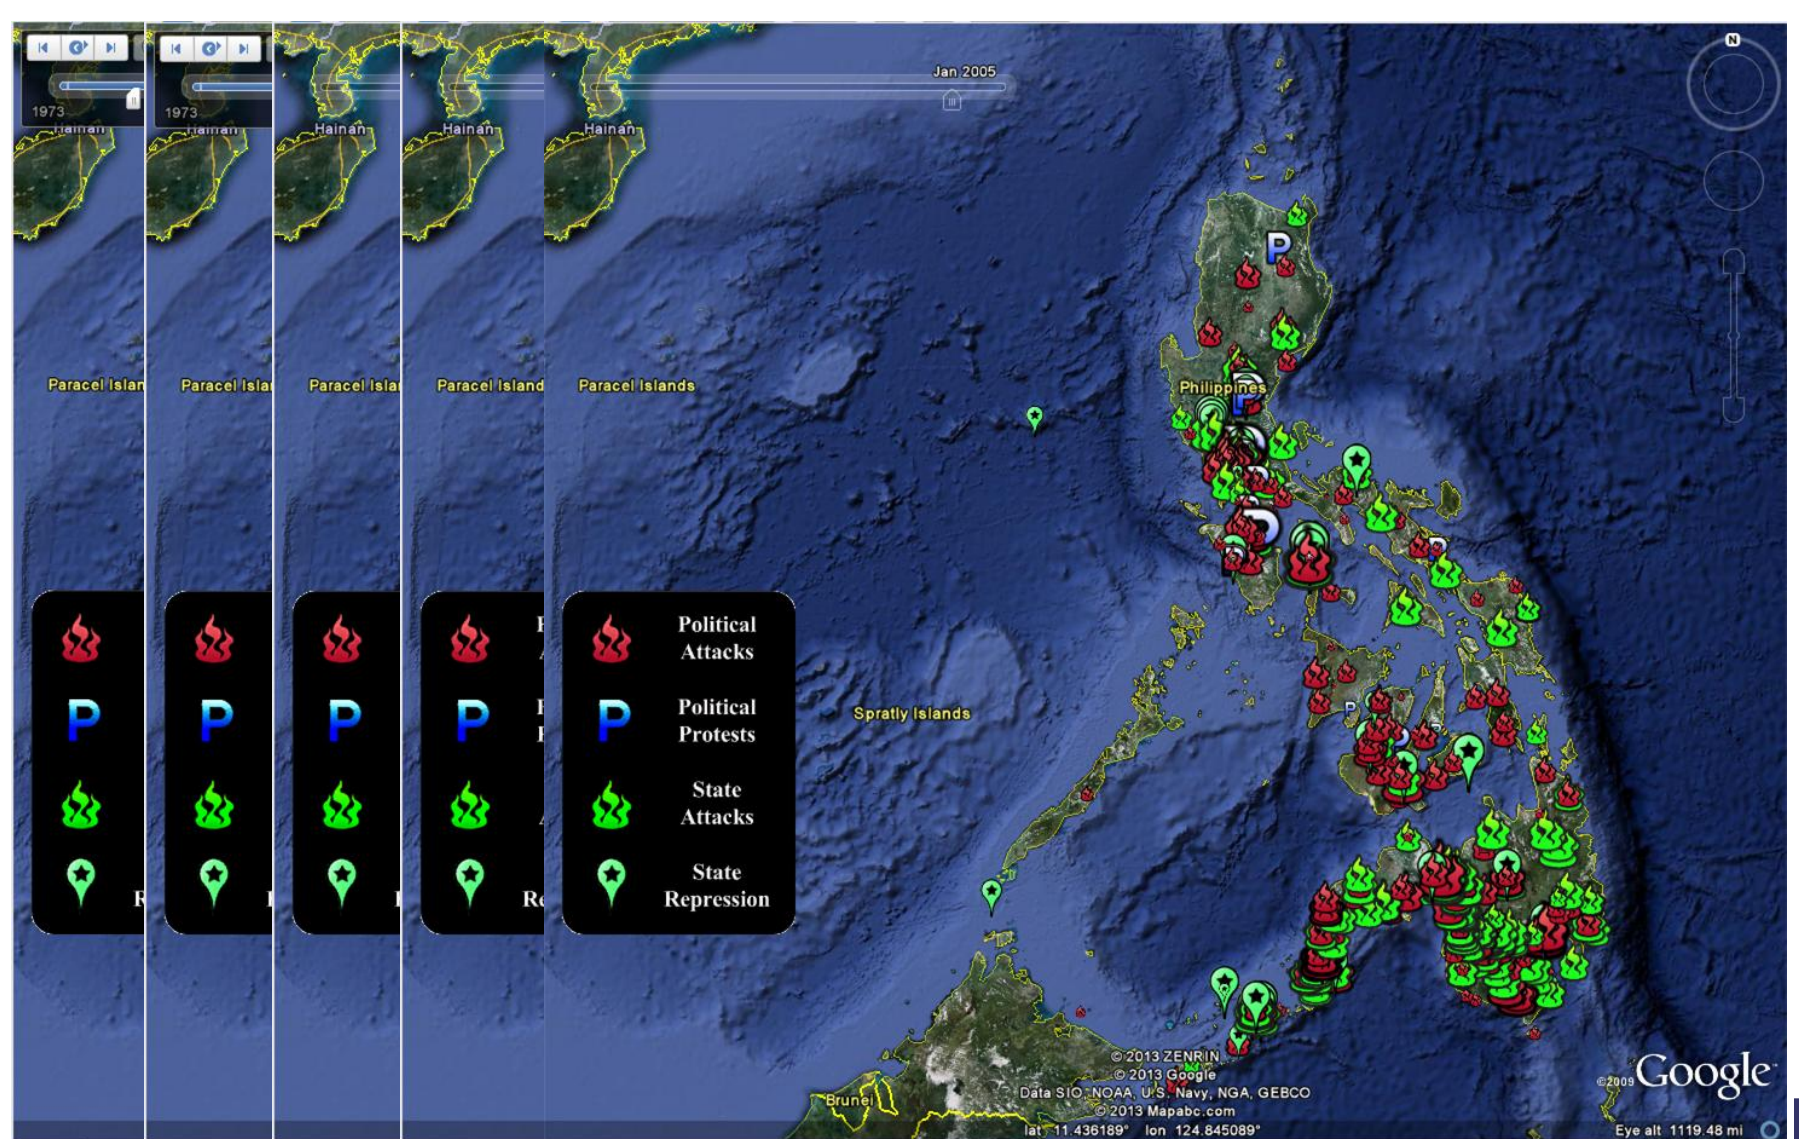 1973
Hainan
Paracel Islan
1973
Hainan
Paracel Isla
Hainan
Paracel Isla
Hainan
Paracel Island
Jan 2005
Hainan
Paracel Islands
Philippines
Spratly Islands
Political
Attacks
Political
Protests
State
Attacks
State
Repression
Re
N
P
Brunei
© 2013 ZENRIN
© 2013 Google
Data SIO, NOAA, U.S. Navy, NGA, GEBCO
© 2013 Mapabc.com
lat 11.436189° lon 124.845089°
©2009 Google
Eye alt 1119.48 mi